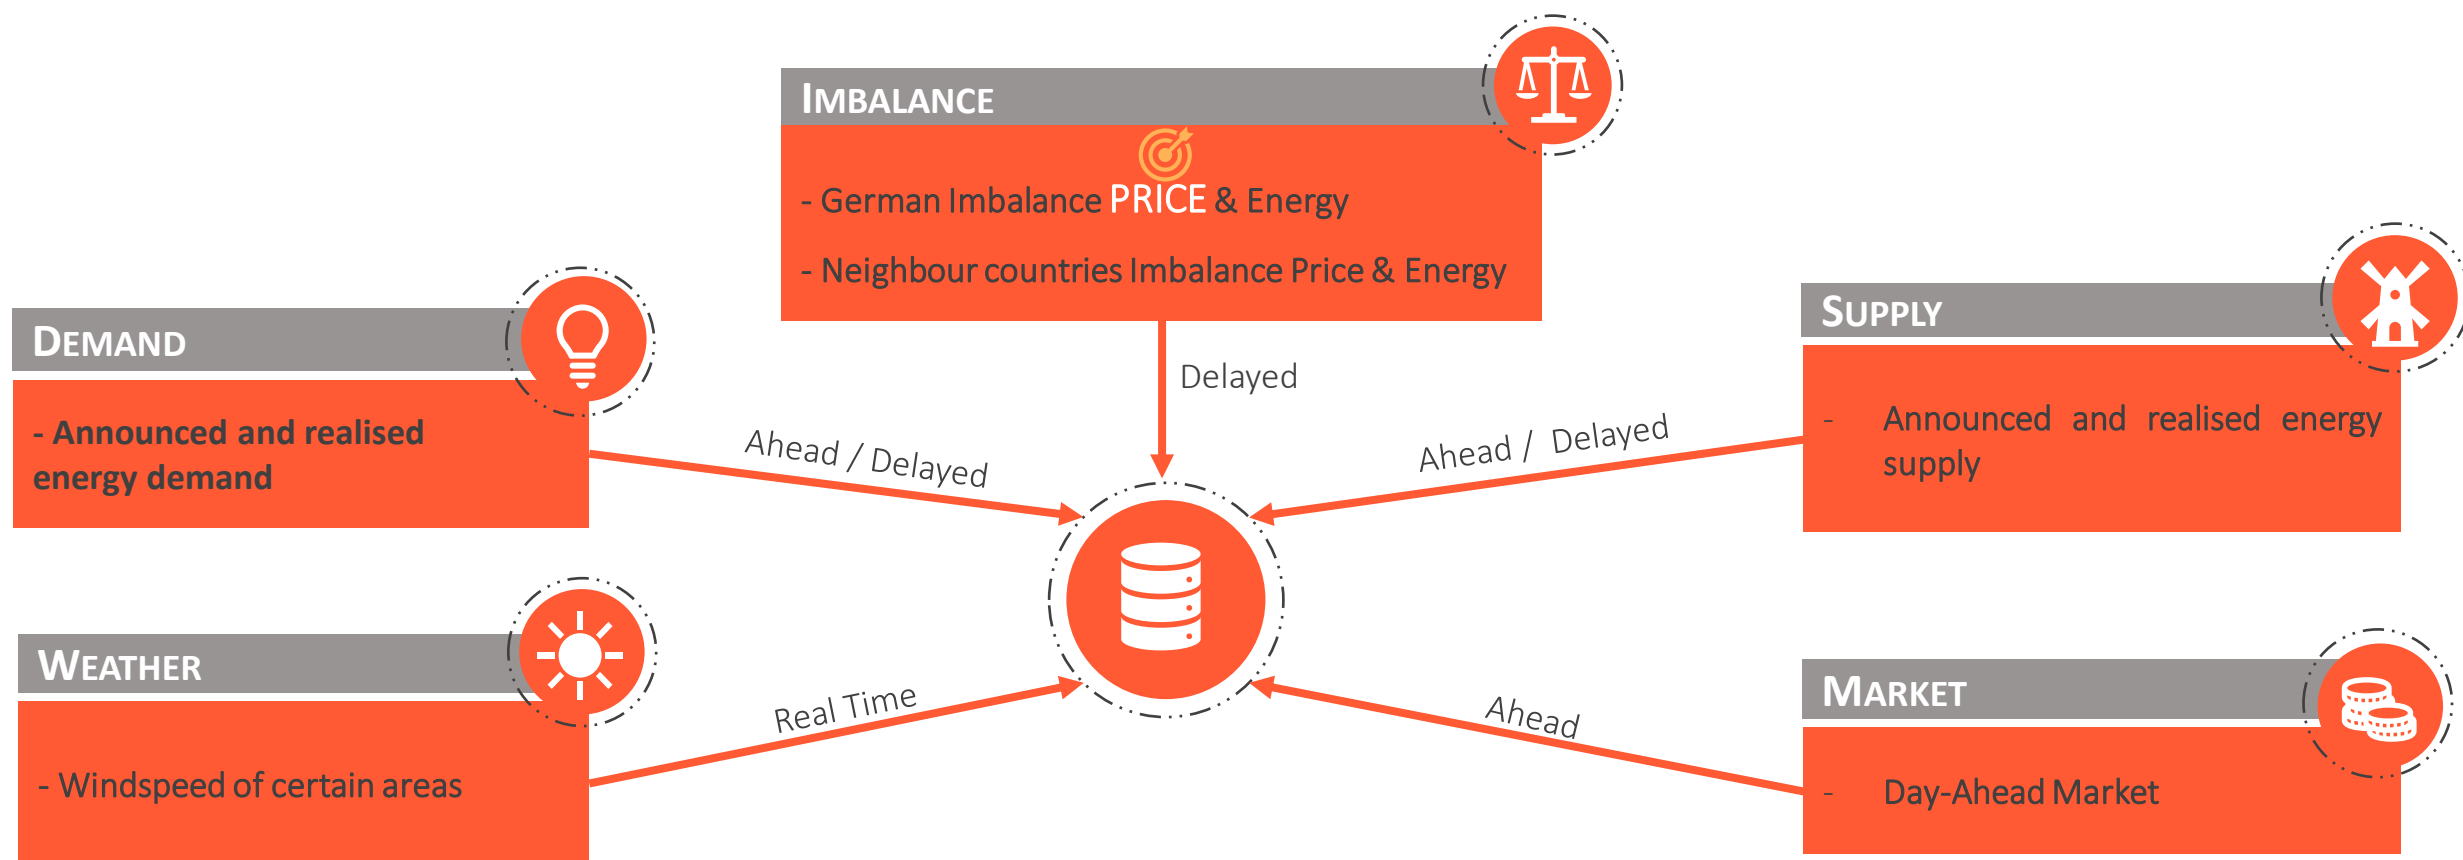 IMBALANCE
- German Imbalance PRICE & Energy
- Neighbour countries Imbalance Price & Energy
Delayed
DEMAND
- Announced and realised
energy demand
Ahead / Delayed
SUPPLY
- Announced and realised energy
supply
Ahead / Delayed
WEATHER
- Windspeed of certain areas
Real Time
MARKET
- Day-Ahead Market
Ahead